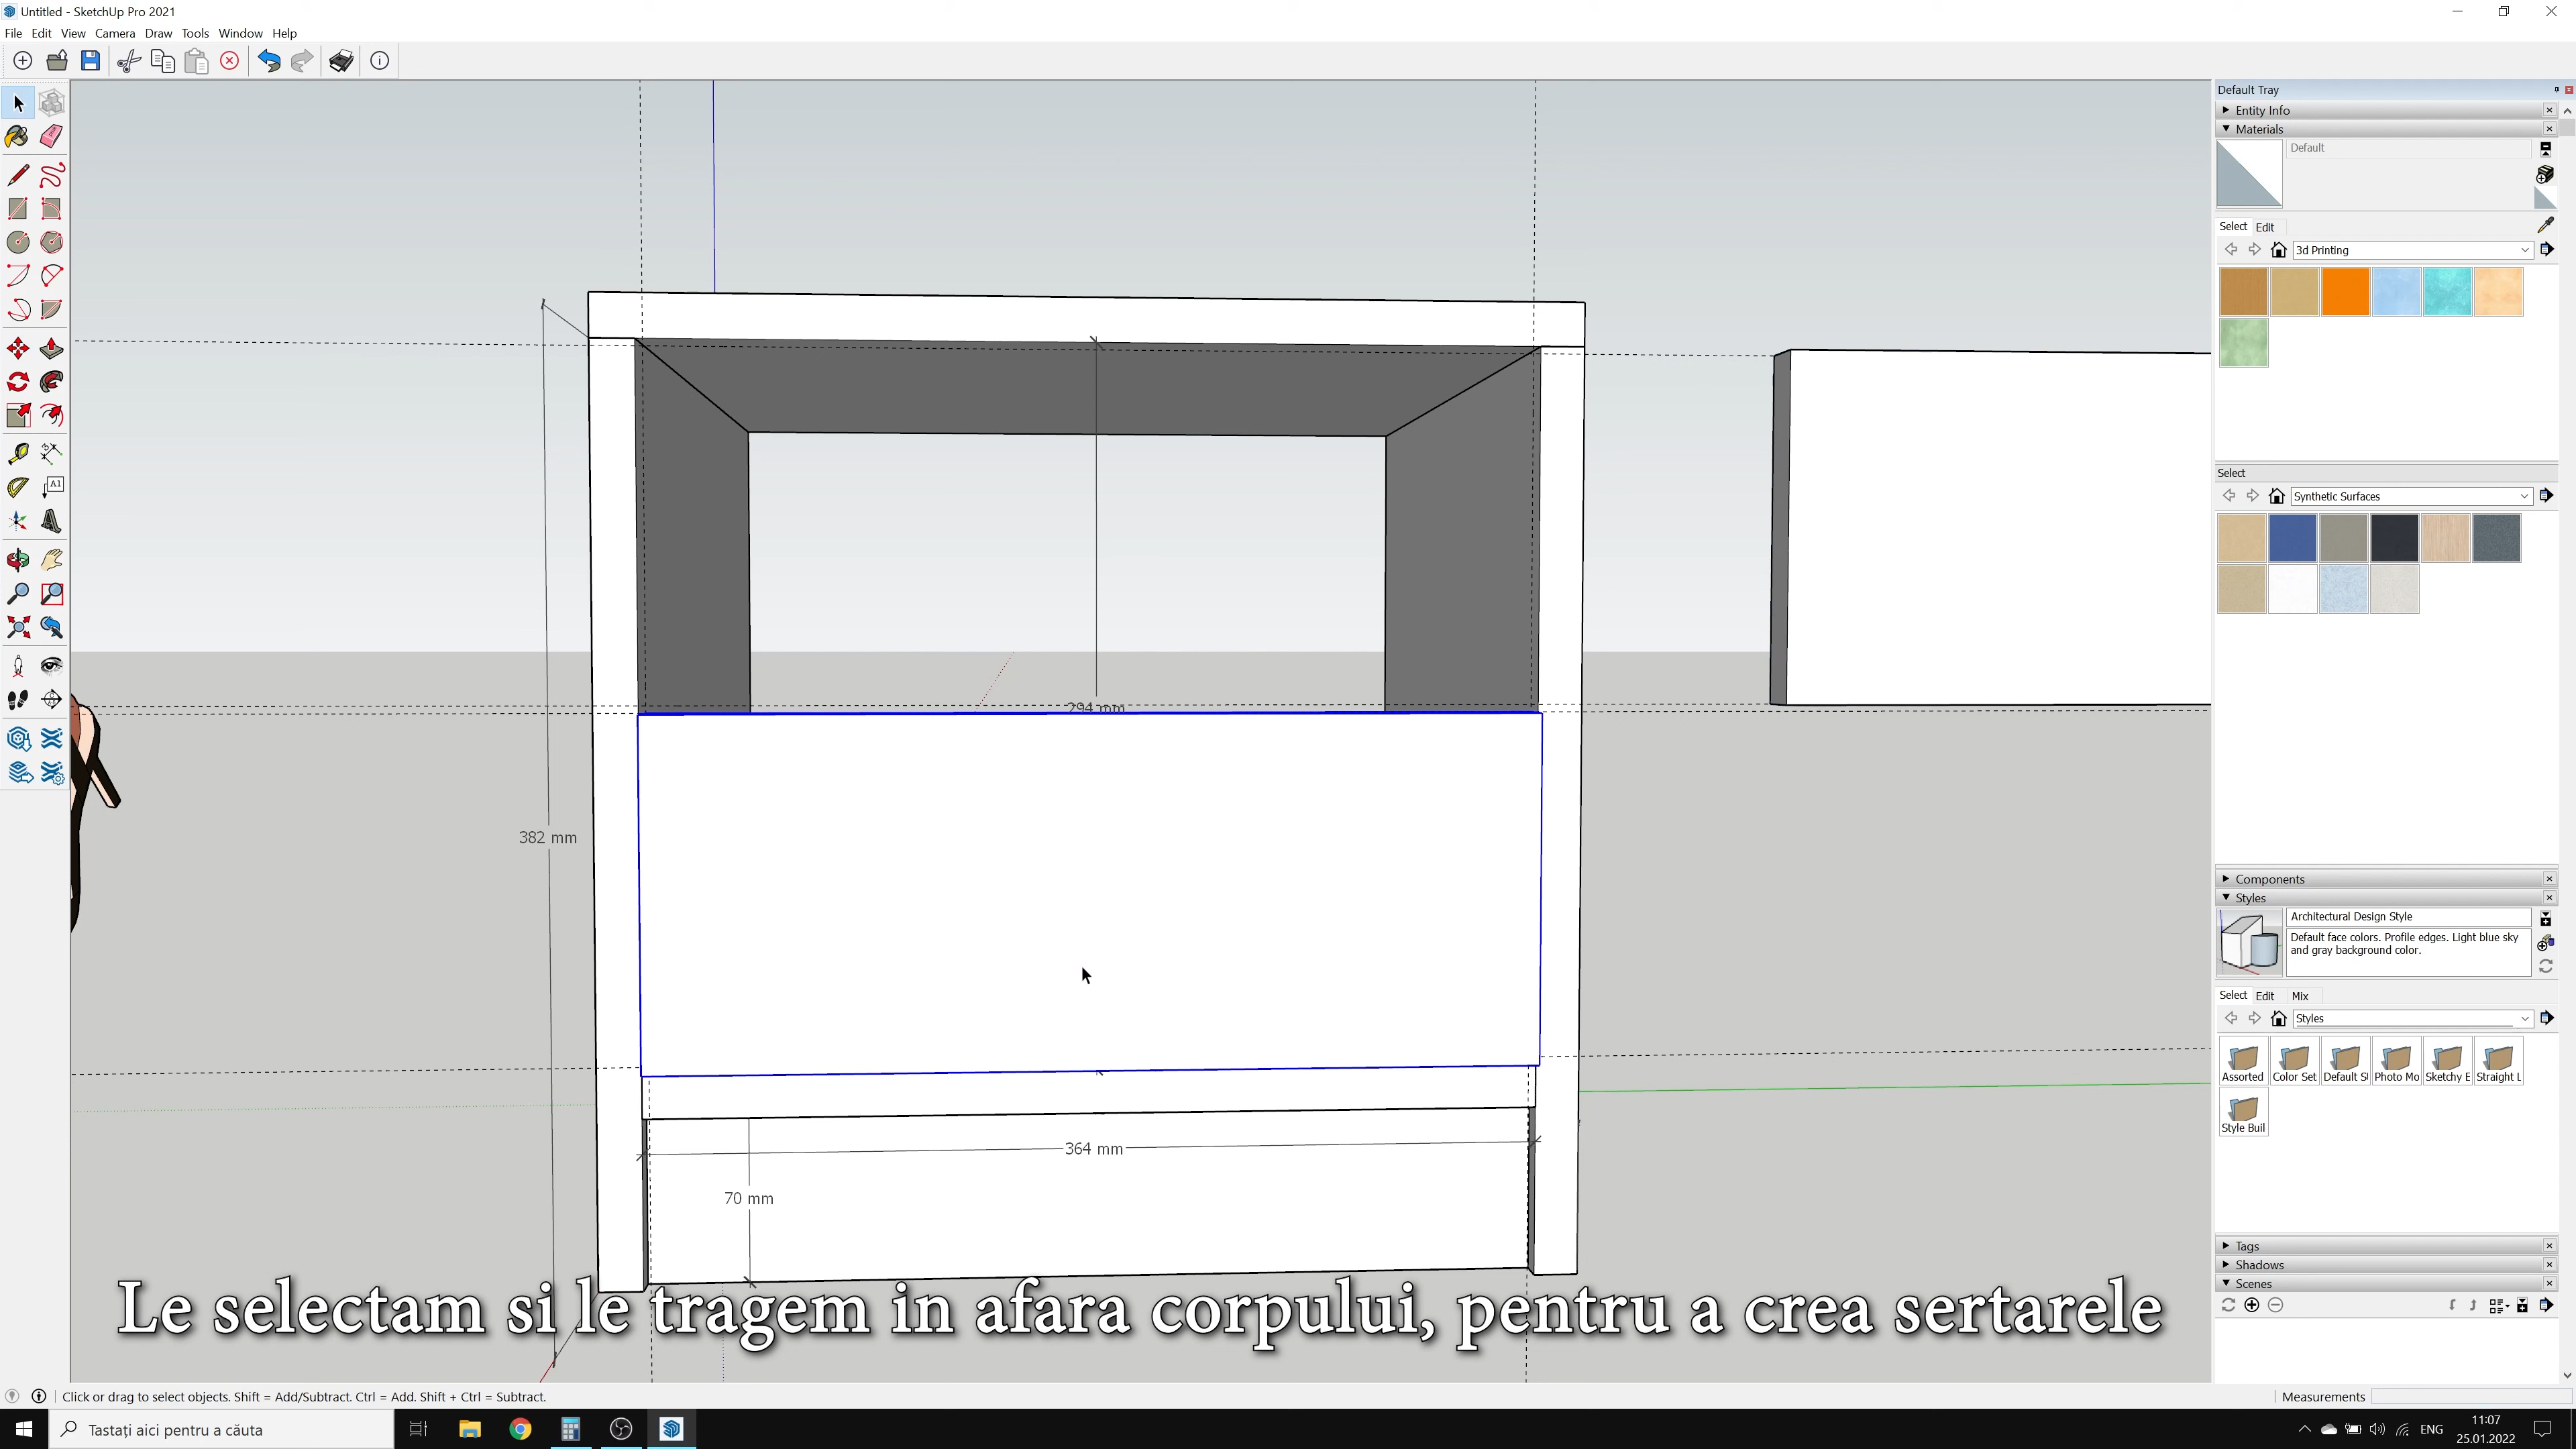 Untitled - SketchUp Pro 2021
File Edit View Camera Draw Tools Window Help
Default Tray
Entity Info
Materials
Default
Select Edit
3d Printing
Select
Synthetic Surfaces
A1
294 mm
382 mm
364 mm
70 mm
Components
Styles
Architectural Design Style
Default face colors. Profile edges. Light blue sky
and gray background color.
Select Edit Mix
Styles
Assorted Color Set Default St Photo Mo Sketchy E Straight L
Style Buil
Tags
Shadows
Scenes
Le selectam si le tragem in afara corpului, pentru a crea sertarele
Click or drag to select objects. Shift = Add/Subtract. Ctrl = Add. Shift + Ctrl = Subtract.
Measurements
Tastați aici pentru a căuta
ENG
11:07
25.01.2022